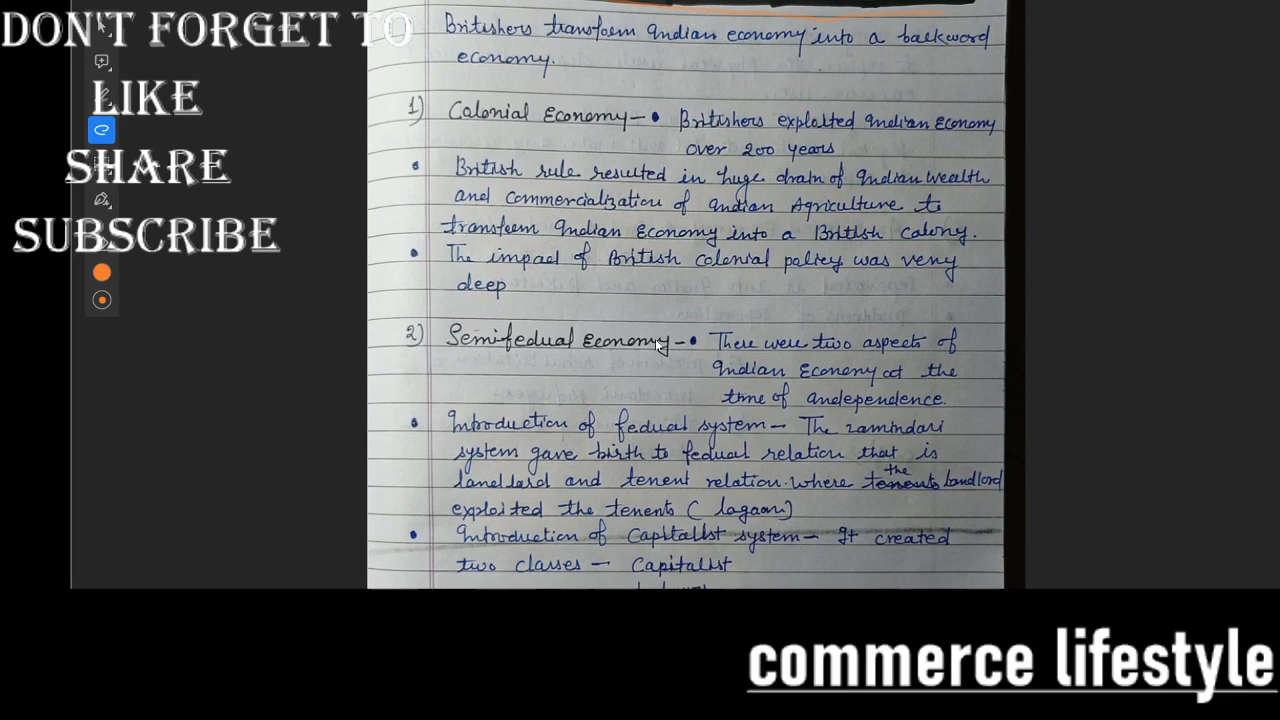 DON'T FORGET TO
LIKE
SHARE
SUBSCRIBE
Britishers transform Indian economy into a backword
economy.
1) Colonial Economy - • Britishers exploited Indian Economy
over 200 years
• British rule resulted in huge drain of Indian wealth
and commercialization of Indian Agriculture to
transform Indian Economy into a British colony.
• The impact of British colonial policy was very
deep
2) Semifedual Economy - • There were two aspects of
Indian Economy at the
time of Independence.
• Introduction of fedual system - The zamindari
system gave birth to fedual relation that is
landlard and tenent relation. where the landlord
exploited the tenents ( lagaan)
• Introduction of Capitalist system - It created
two classes - Capitalist
commerce lifestyle